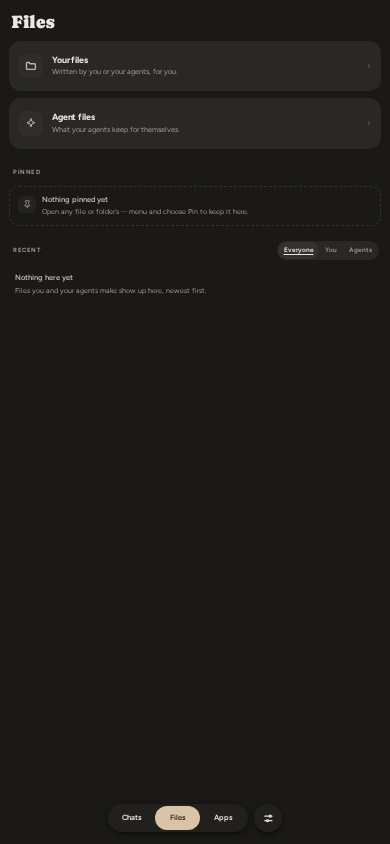 Files
Your files
Written by you or your agents, for you.
Agent files
What your agents keep for themselves.
PINNED
Nothing pinned yet
Open any file or folder's ··· menu and choose Pin to keep it here.
RECENT
Everyone You Agents
Nothing here yet
Files you and your agents make show up here, newest first.
Chats Files Apps